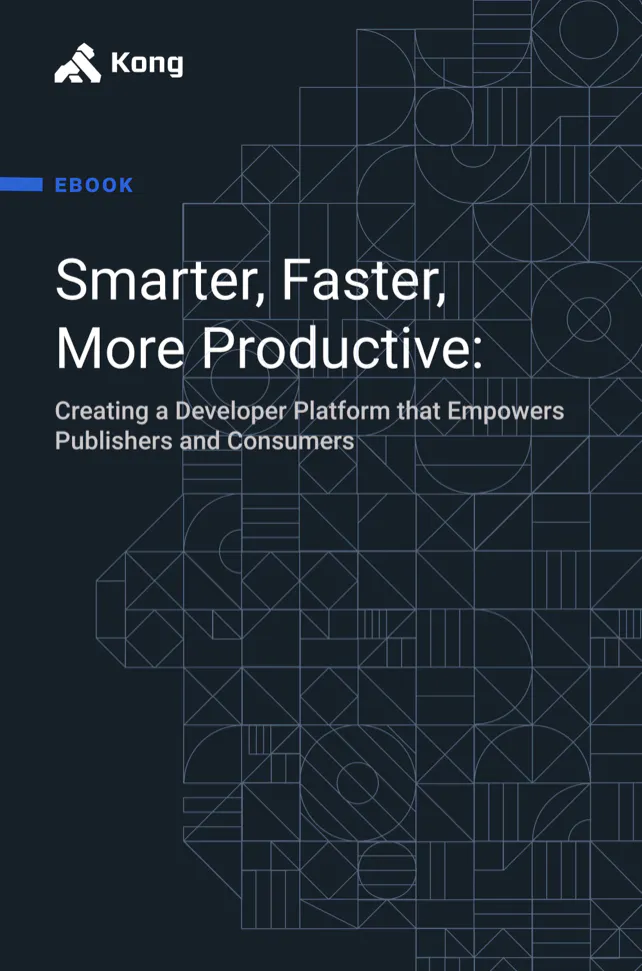 Kong
EBOOK
Smarter, Faster,
More Productive:
Creating a Developer Platform that Empowers
Publishers and Consumers